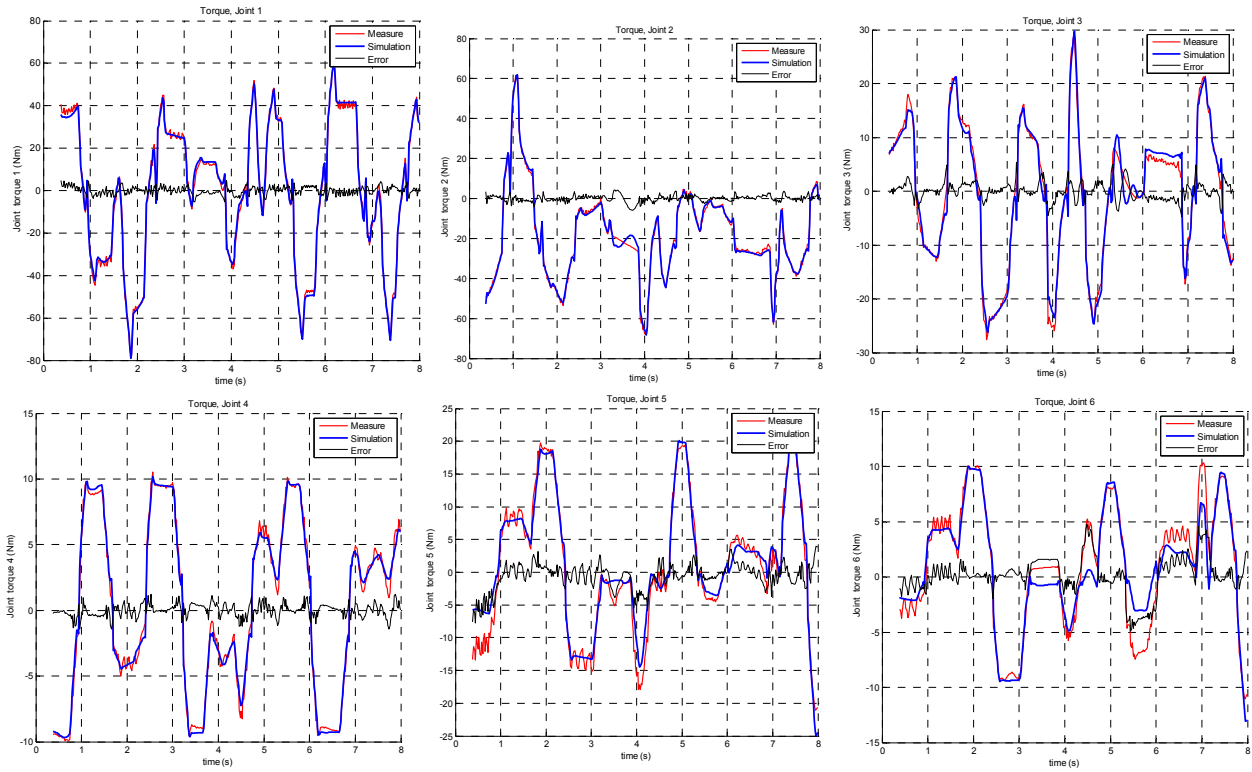 Torque, Joint 1
Joint torque 1 (Nm)
80
60
40
20
0
-20
-40
-60
-80
Measure
Simulation
Error
0 1 2 3 4 5 6 7 8
time (s)
Torque, Joint 2
Joint torque 2 (Nm)
80
60
40
20
0
-20
-40
-60
-80
Measure
Simulation
Error
0 1 2 3 4 5 6 7 8
time (s)
Torque, Joint 3
Joint torque 3 (Nm)
30
20
10
0
-10
-20
-30
Measure
Simulation
Error
0 1 2 3 4 5 6 7 8
time (s)
Torque, Joint 4
Joint torque 4 (Nm)
15
10
5
0
-5
-10
Measure
Simulation
Error
0 1 2 3 4 5 6 7 8
time (s)
Torque, Joint 5
Joint torque 5 (Nm)
25
20
15
10
5
0
-5
-10
-15
-20
-25
Measure
Simulation
Error
0 1 2 3 4 5 6 7 8
time (s)
Torque, Joint 6
Joint torque 6 (Nm)
15
10
5
0
-5
-10
-15
Measure
Simulation
Error
0 1 2 3 4 5 6 7 8
time (s)